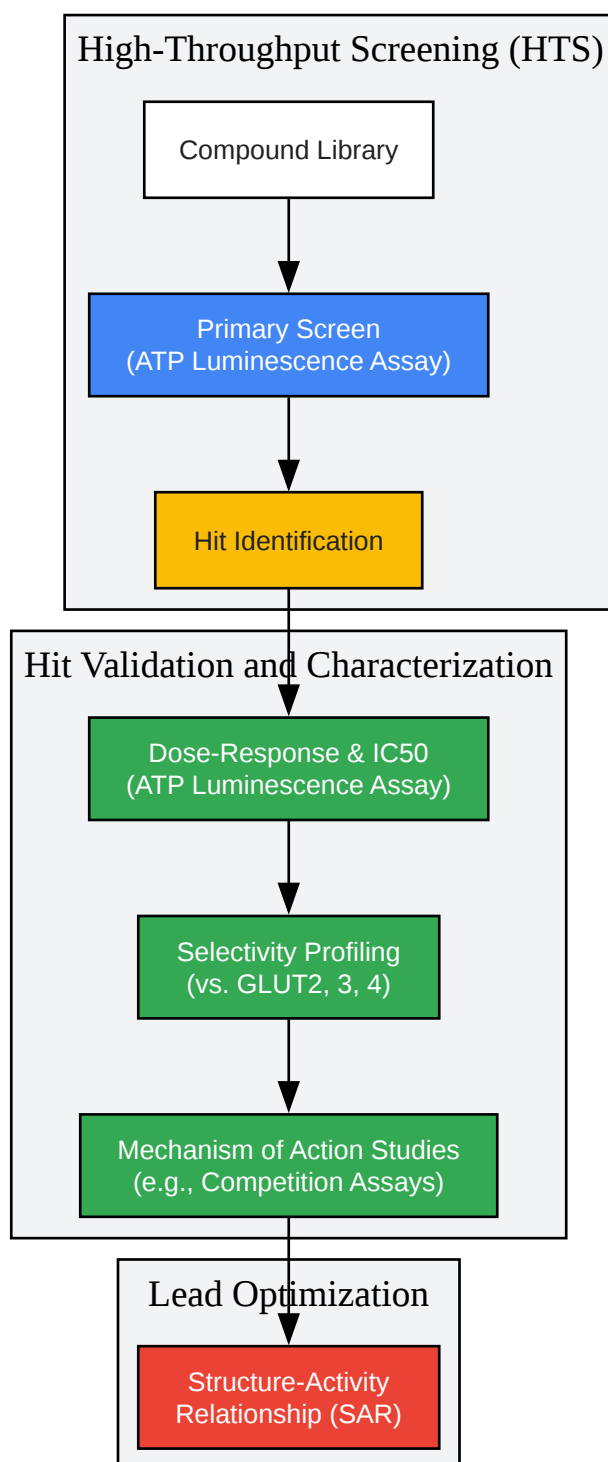 High-Throughput Screening (HTS)
Compound Library
Primary Screen
(ATP Luminescence Assay)
Hit Identification
Hit Validation and Characterization
Dose-Response & IC50
(ATP Luminescence Assay)
Selectivity Profiling
(vs. GLUT2, 3, 4)
Mechanism of Action Studies
(e.g., Competition Assays)
Lead Optimization
Structure-Activity
Relationship (SAR)